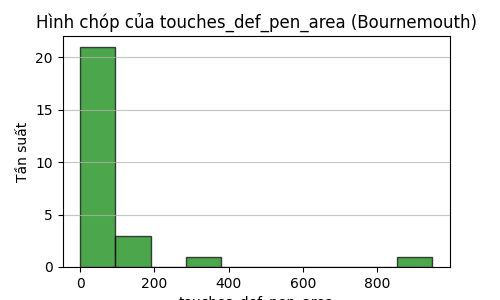 Hình chóp của touches_def_pen_area (Bournemouth)
20
15
10
5
0
Tần suất
0 200 400 600 800
touches_def_pen_area